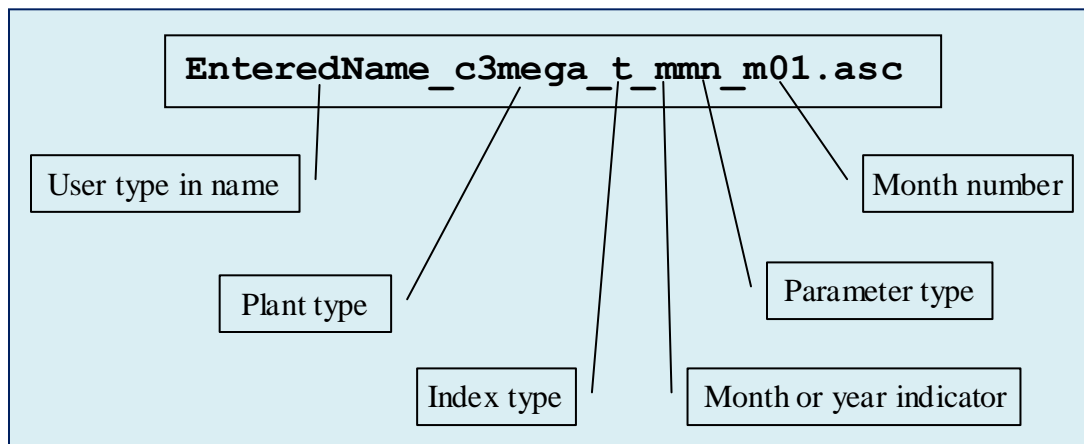 EnteredName_c3mega_t_mmn_m01.asc
User type in name
Month number
Plant type
Parameter type
Index type
Month or year indicator